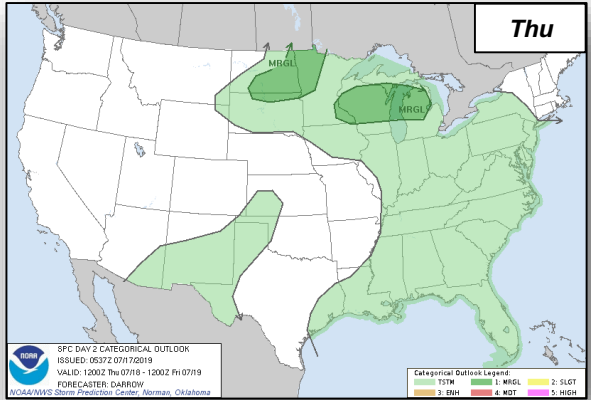 Thu
MRGL
MRGL
NOAA
SPC DAY 2 CATEGORICAL OUTLOOK
ISSUED: 0537Z 07/17/2019
VALID: 1200Z Thu 07/18 - 1200Z Fri 07/19
FORECASTER: DARROW
NOAA/NWS Storm Prediction Center, Norman, Oklahoma
Categorical Outlook Legend:
TSTM 1: MRGL 2: SLGT
3: ENH 4: MDT 5: HIGH